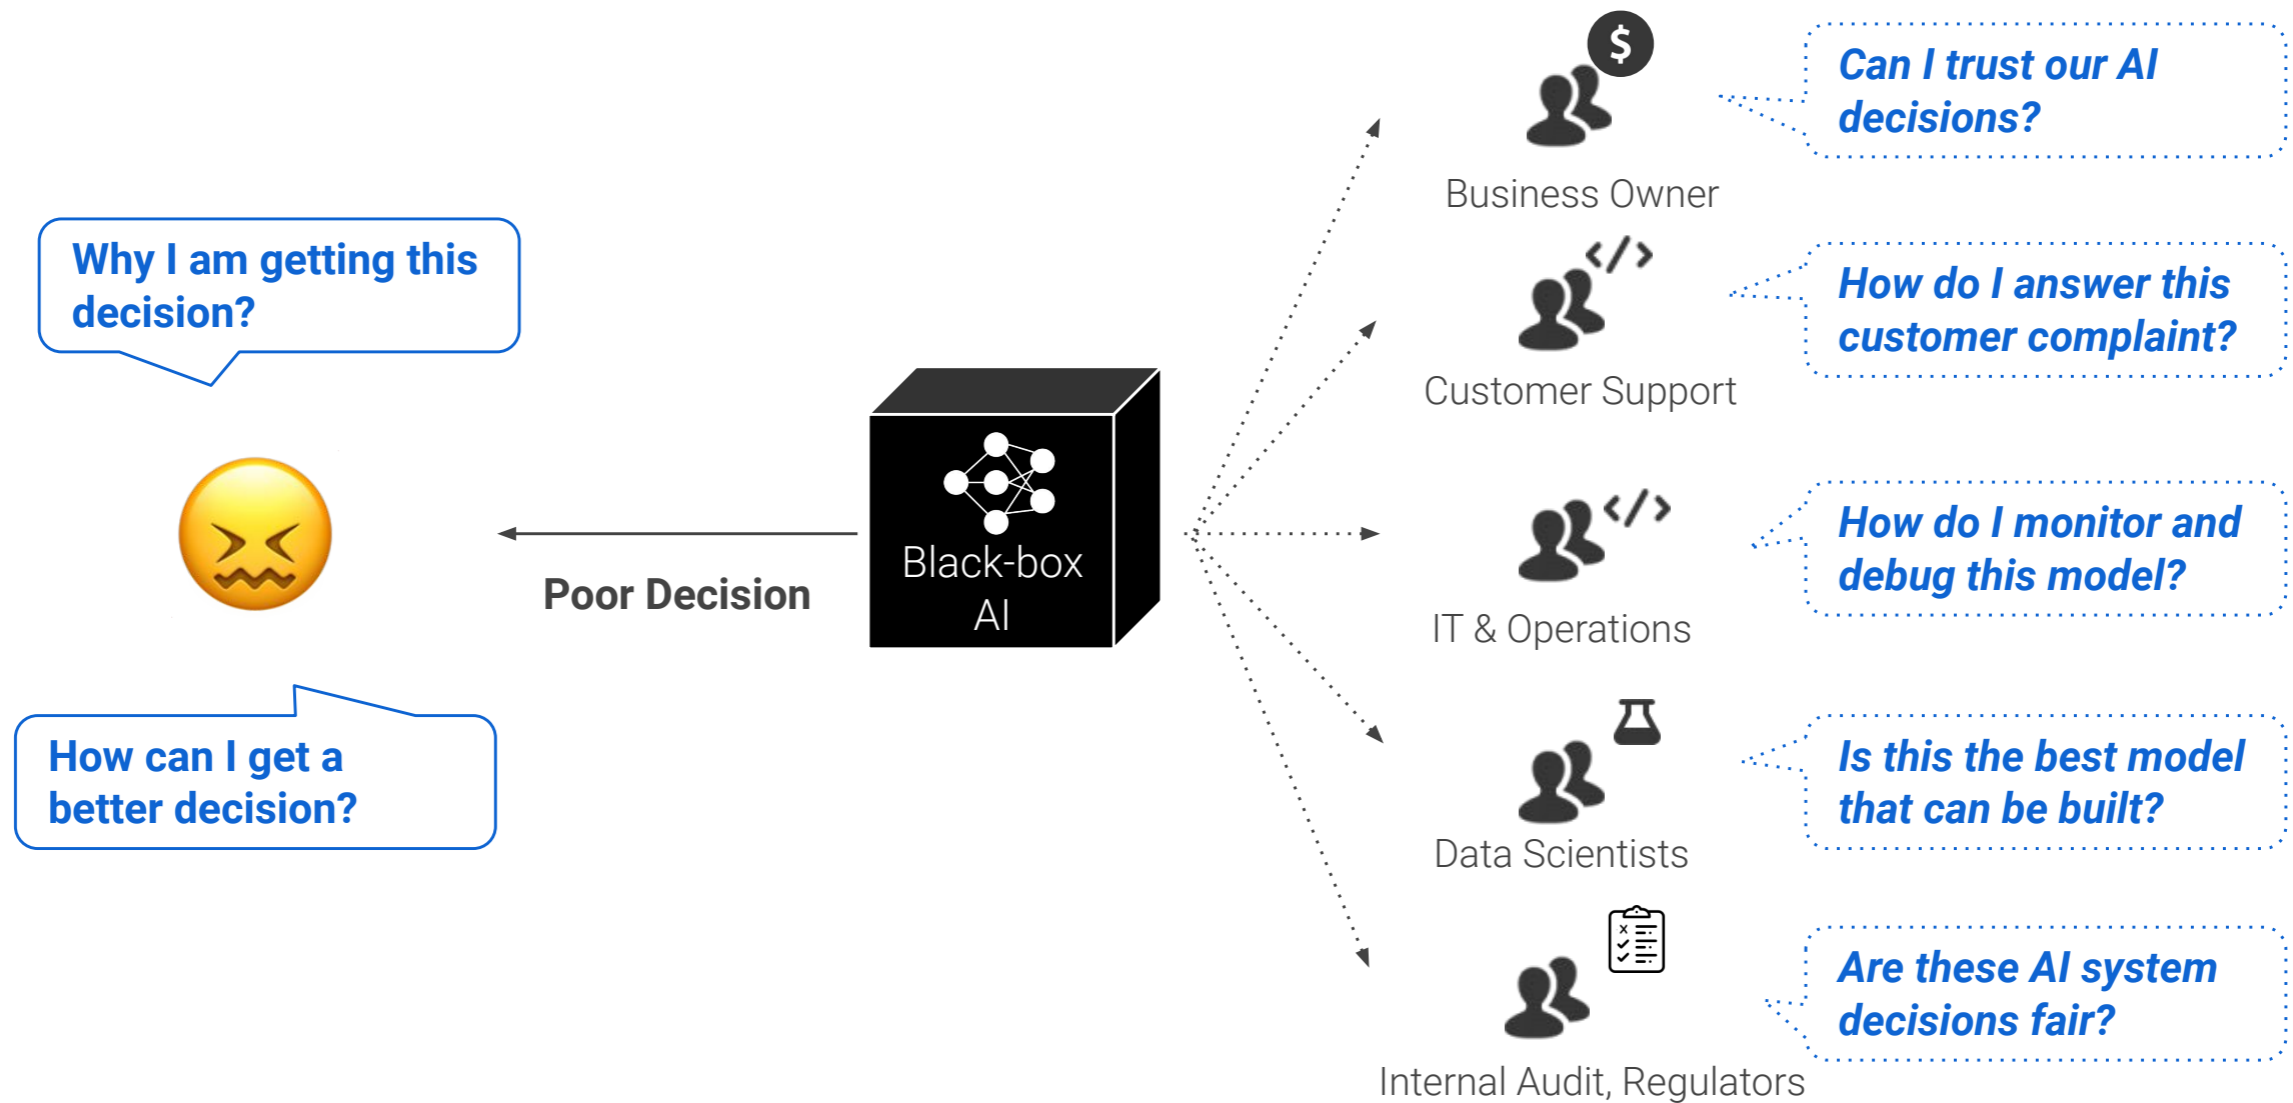 Why I am getting this
decision?
How can I get a
better decision?
Poor Decision
Black-box
AI
$
Business Owner
Can I trust our AI
decisions?
</>
Customer Support
How do I answer this
customer complaint?
</>
IT & Operations
How do I monitor and
debug this model?
Data Scientists
Is this the best model
that can be built?
Internal Audit, Regulators
Are these AI system
decisions fair?